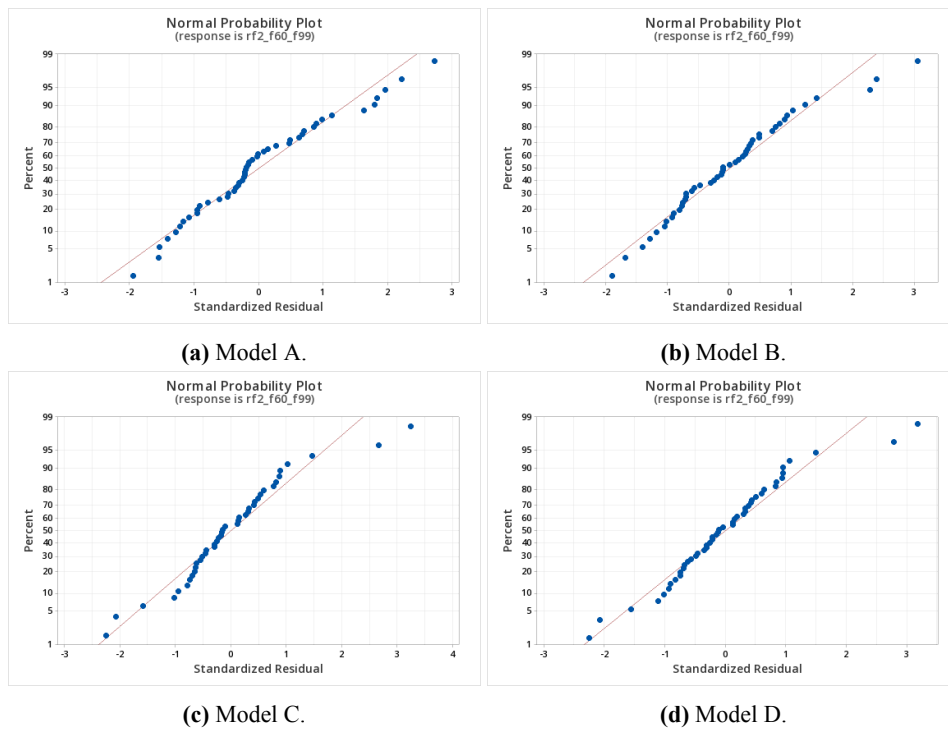 Normal Probability Plot
(response is rf2_f60_f99)
99
95
90
80
70
60
50
40
30
20
10
5
1
Percent
-3 -2 -1 0 1 2 3
Standardized Residual
(a) Model A.
Normal Probability Plot
(response is rf2_f60_f99)
99
95
90
80
70
60
50
40
30
20
10
5
1
Percent
-3 -2 -1 0 1 2 3
Standardized Residual
(b) Model B.
Normal Probability Plot
(response is rf2_f60_f99)
99
95
90
80
70
60
50
40
30
20
10
5
1
Percent
-3 -2 -1 0 1 2 3 4
Standardized Residual
(c) Model C.
Normal Probability Plot
(response is rf2_f60_f99)
99
95
90
80
70
60
50
40
30
20
10
5
1
Percent
-3 -2 -1 0 1 2 3
Standardized Residual
(d) Model D.